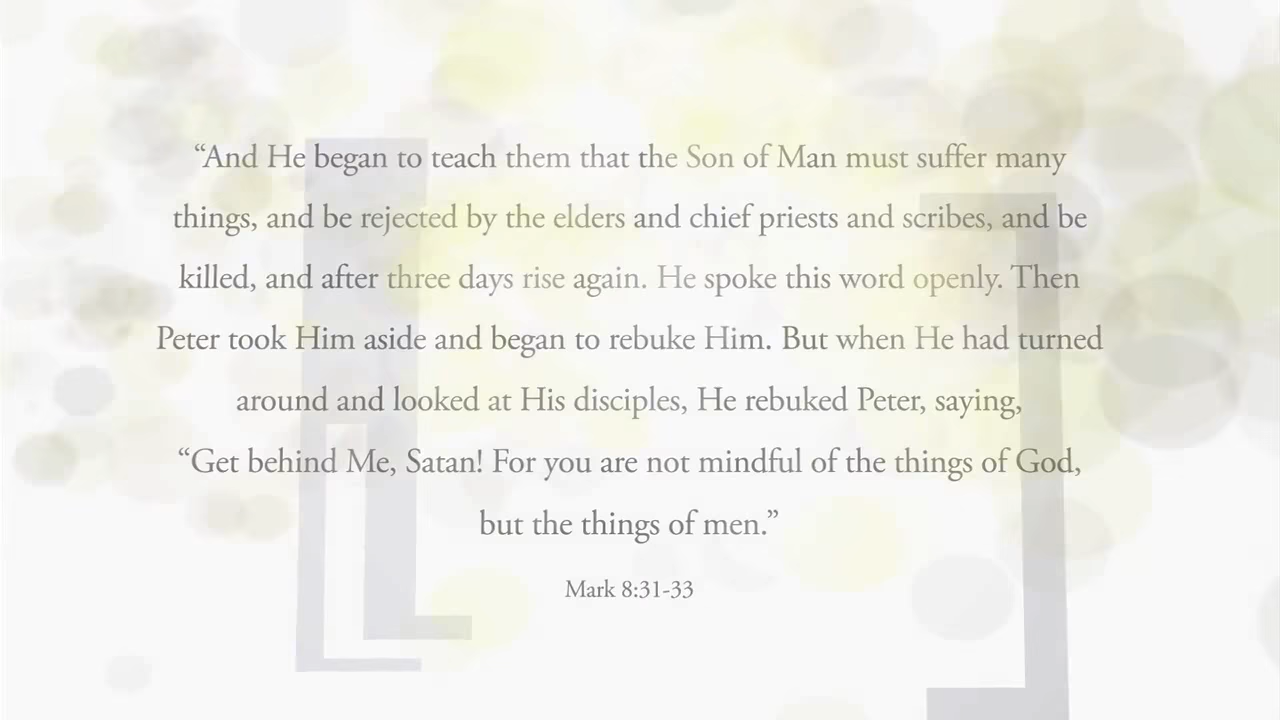 “And He began to teach them that the Son of Man must suffer many
things, and be rejected by the elders and chief priests and scribes, and be
killed, and after three days rise again. He spoke this word openly. Then
Peter took Him aside and began to rebuke Him. But when He had turned
around and looked at His disciples, He rebuked Peter, saying,
“Get behind Me, Satan! For you are not mindful of the things of God,
but the things of men.”
Mark 8:31-33